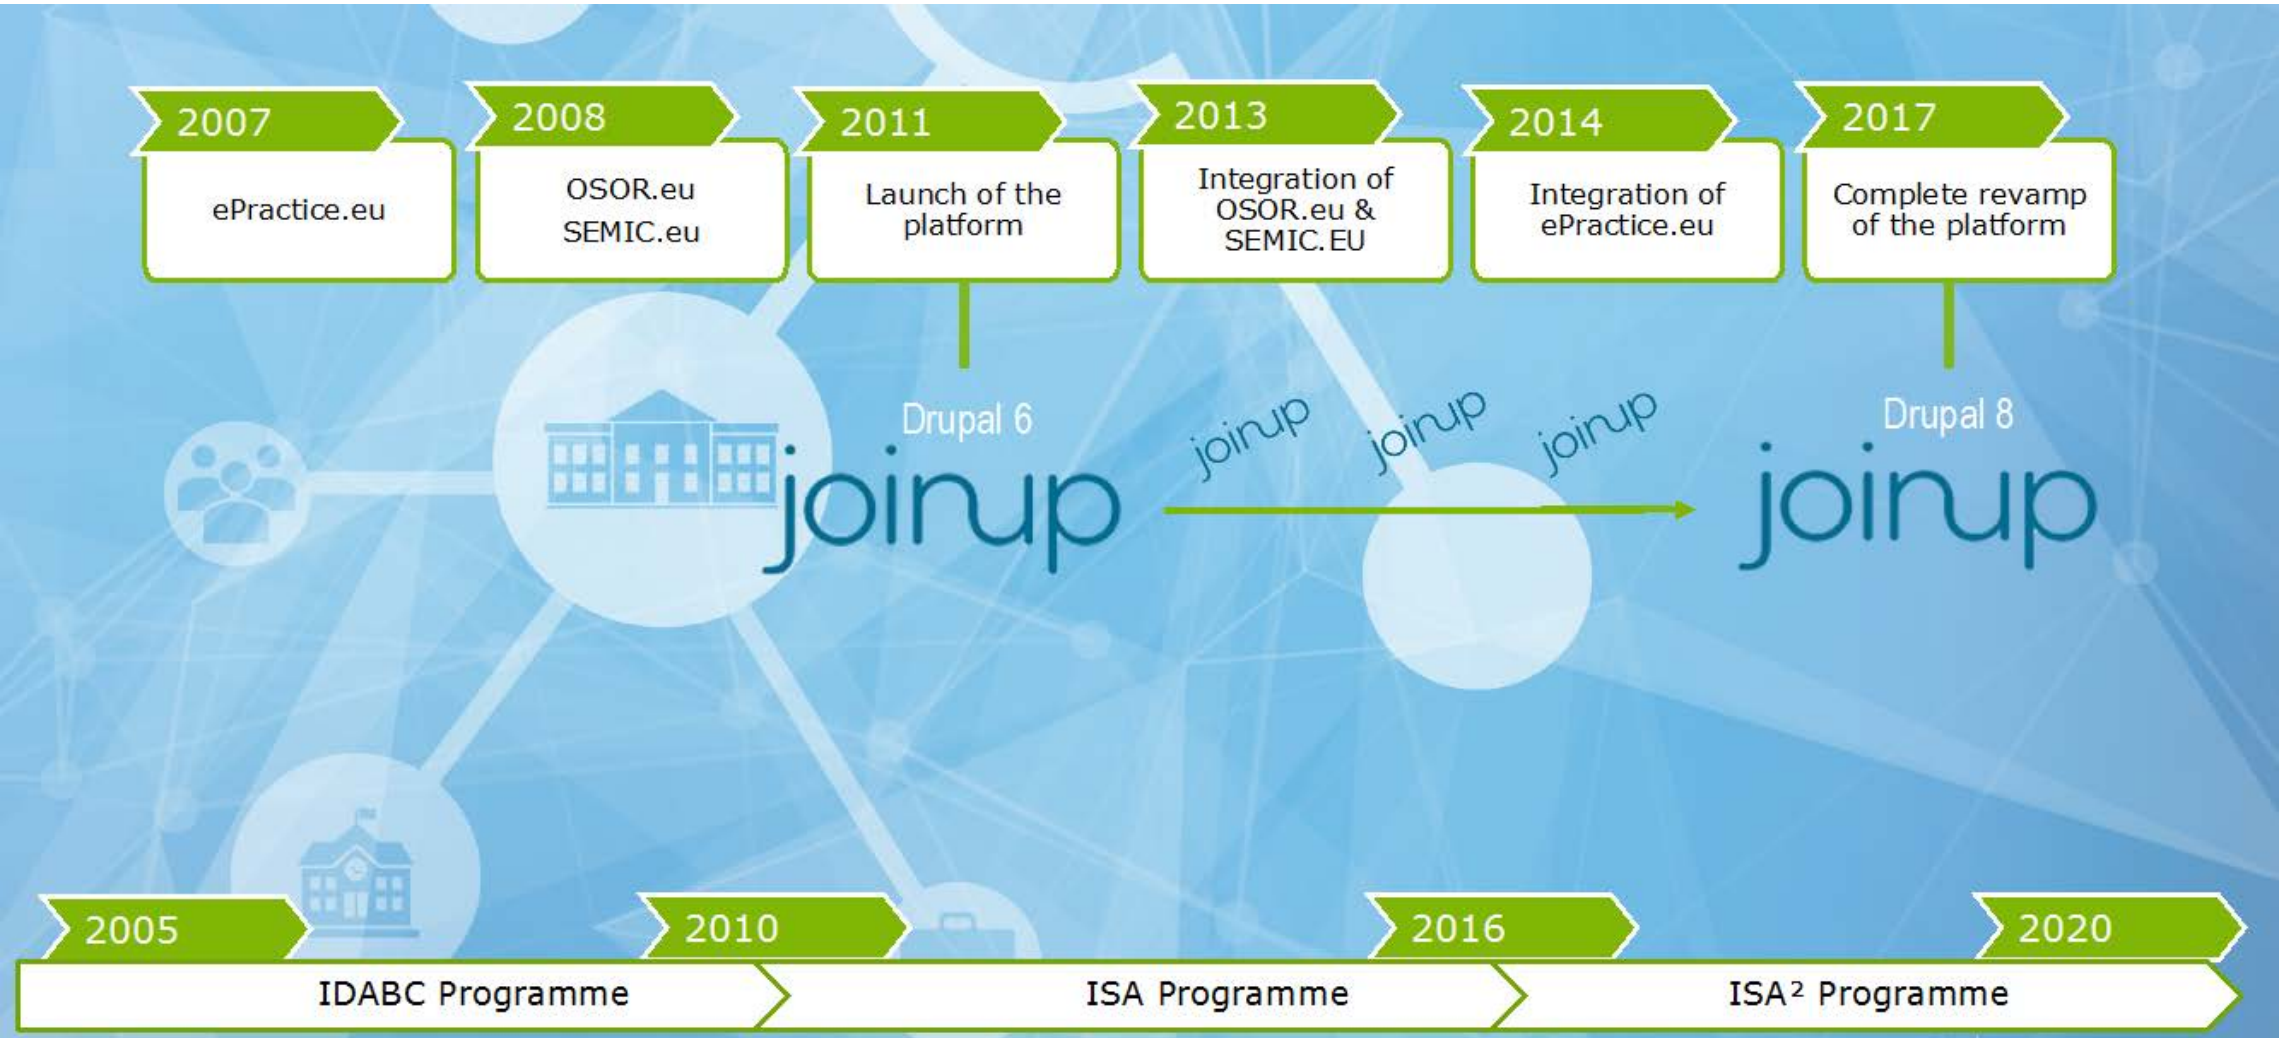 2007
ePractice.eu
2008
OSOR.eu
SEMIC.eu
2011
Launch of the
platform
2013
Integration of
OSOR.eu &
SEMIC.EU
2014
Integration of
ePractice.eu
2017
Complete revamp
of the platform
Drupal 6
joinup
joinup
joinup
joinup
Drupal 8
joinup
2005
2010
2016
2020
IDABC Programme
ISA Programme
ISA² Programme